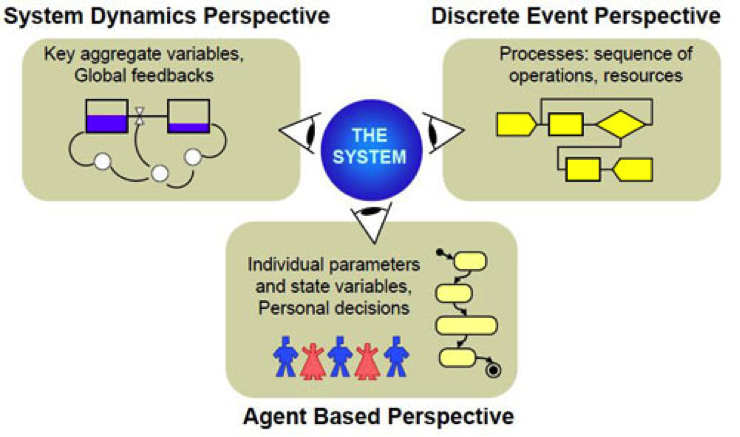 System Dynamics Perspective
Key aggregate variables,
Global feedbacks
Discrete Event Perspective
Processes: sequence of
operations, resources
THE
SYSTEM
Individual parameters
and state variables,
Personal decisions
Agent Based Perspective